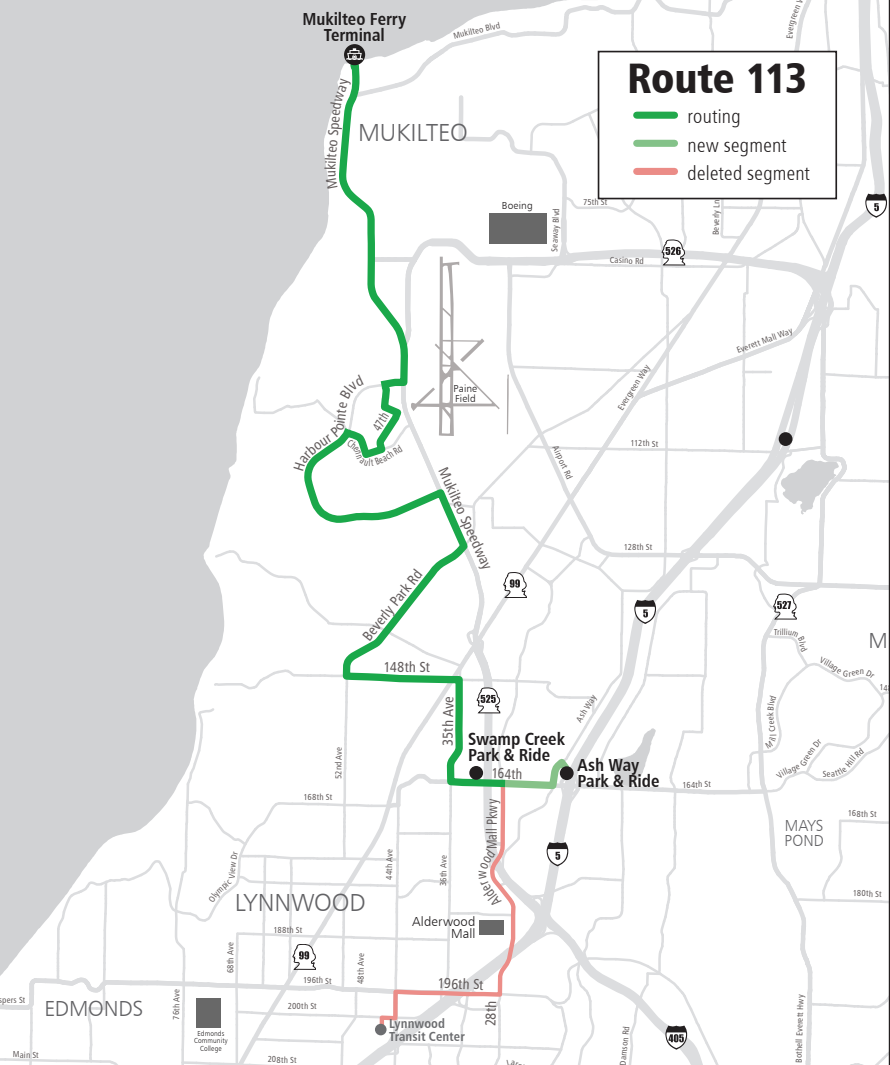 Mukilteo Ferry
Terminal
Mukilteo Blvd
Evergreen
Route 113
routing
new segment
deleted segment
Mukilteo Speedway
MUKILTEO
Boeing
Seaway Blvd
75th St
Beverly Ln
5
526
Casino Rd
Everett Mall Way
Evergreen Way
Paine
Field
Harbour Pointe Blvd
47th
Chennault Beach Rd
112th St
Airport Rd
Mukilteo Speedway
128th St
99
5
527
Beverly Park Rd
Trillium Blvd
M
Village Green Dr
148th St
14
525
Ash Way
35th Ave
Mill Creek Blvd
Swamp Creek
Park & Ride
Village Green Dr
Seattle Hill Rd
52nd Ave
164th
Ash Way
Park & Ride
164th St
168th St
Alderwood Mall Pkwy
168th St
MAYS
POND
5
Olympic View Dr
44th Ave
36th Ave
180th St
LYNNWOOD
Alderwood
Mall
188th St
68th Ave
99
48th Ave
196th St
196th St
spers St
EDMONDS
76th Ave
200th St
28th
Edmonds
Community
College
Lynnwood
Transit Center
Damson Rd
405
Bothell Everett Hwy
Main St
208th St